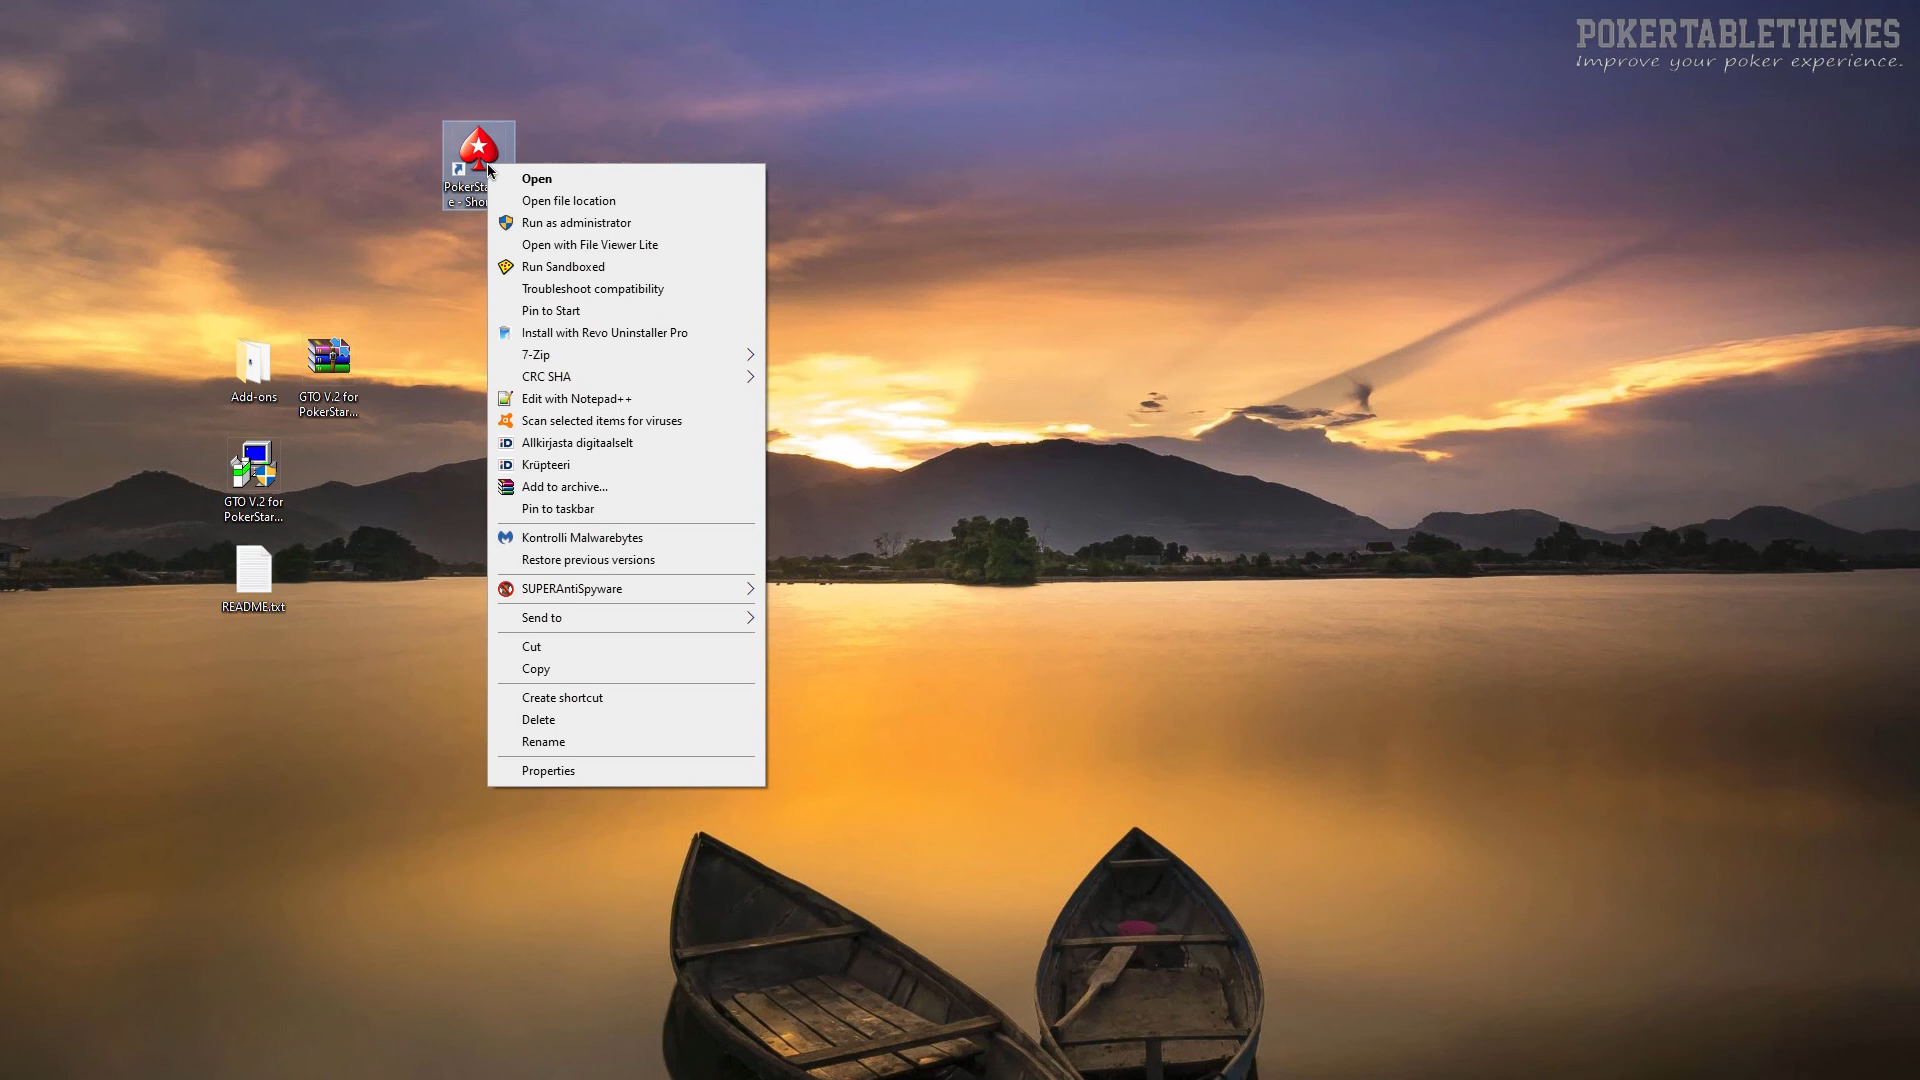 POKERTABLETHEMES
Improve your poker experience.
PokerSta
e - Sho
Open
Open file location
Run as administrator
Open with File Viewer Lite
Run Sandboxed
Troubleshoot compatibility
Pin to Start
Install with Revo Uninstaller Pro
7-Zip
CRC SHA
Edit with Notepad++
Scan selected items for viruses
Allkirjasta digitaalselt
Krüpteeri
Add to archive...
Pin to taskbar
Kontrolli Malwarebytes
Restore previous versions
SUPERAntiSpyware
Send to
Cut
Copy
Create shortcut
Delete
Rename
Properties
Add-ons
GTO V.2 for
PokerStar...
GTO V.2 for
PokerStar...
README.txt